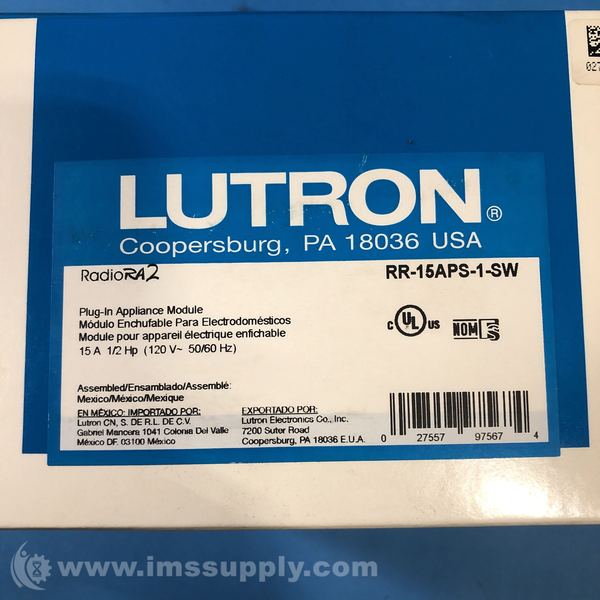 027
LUTRON®
Coopersburg, PA 18036 USA
RadioRA2
RR-15APS-1-SW
Plug-In Appliance Module
Módulo Enchufable Para Electrodomésticos
Module pour appareil électrique enfichable
15 A 1/2 Hp (120 V~ 50/60 Hz)
C UL US
NOM
Assembled/Ensamblado/Assemblé:
Mexico/México/Mexique
EN MÉXICO: IMPORTADO POR:
Lutron CN, S. DE R.L. DE C.V.
Gabriel Mancera 1041 Colonia Del Valle
México DF. 03100 México
EXPORTADO POR:
Lutron Electronics Co., Inc.
7200 Suter Road
Coopersburg, PA 18036 E.U.A.
0 27557 97567 4
www.imssupply.com